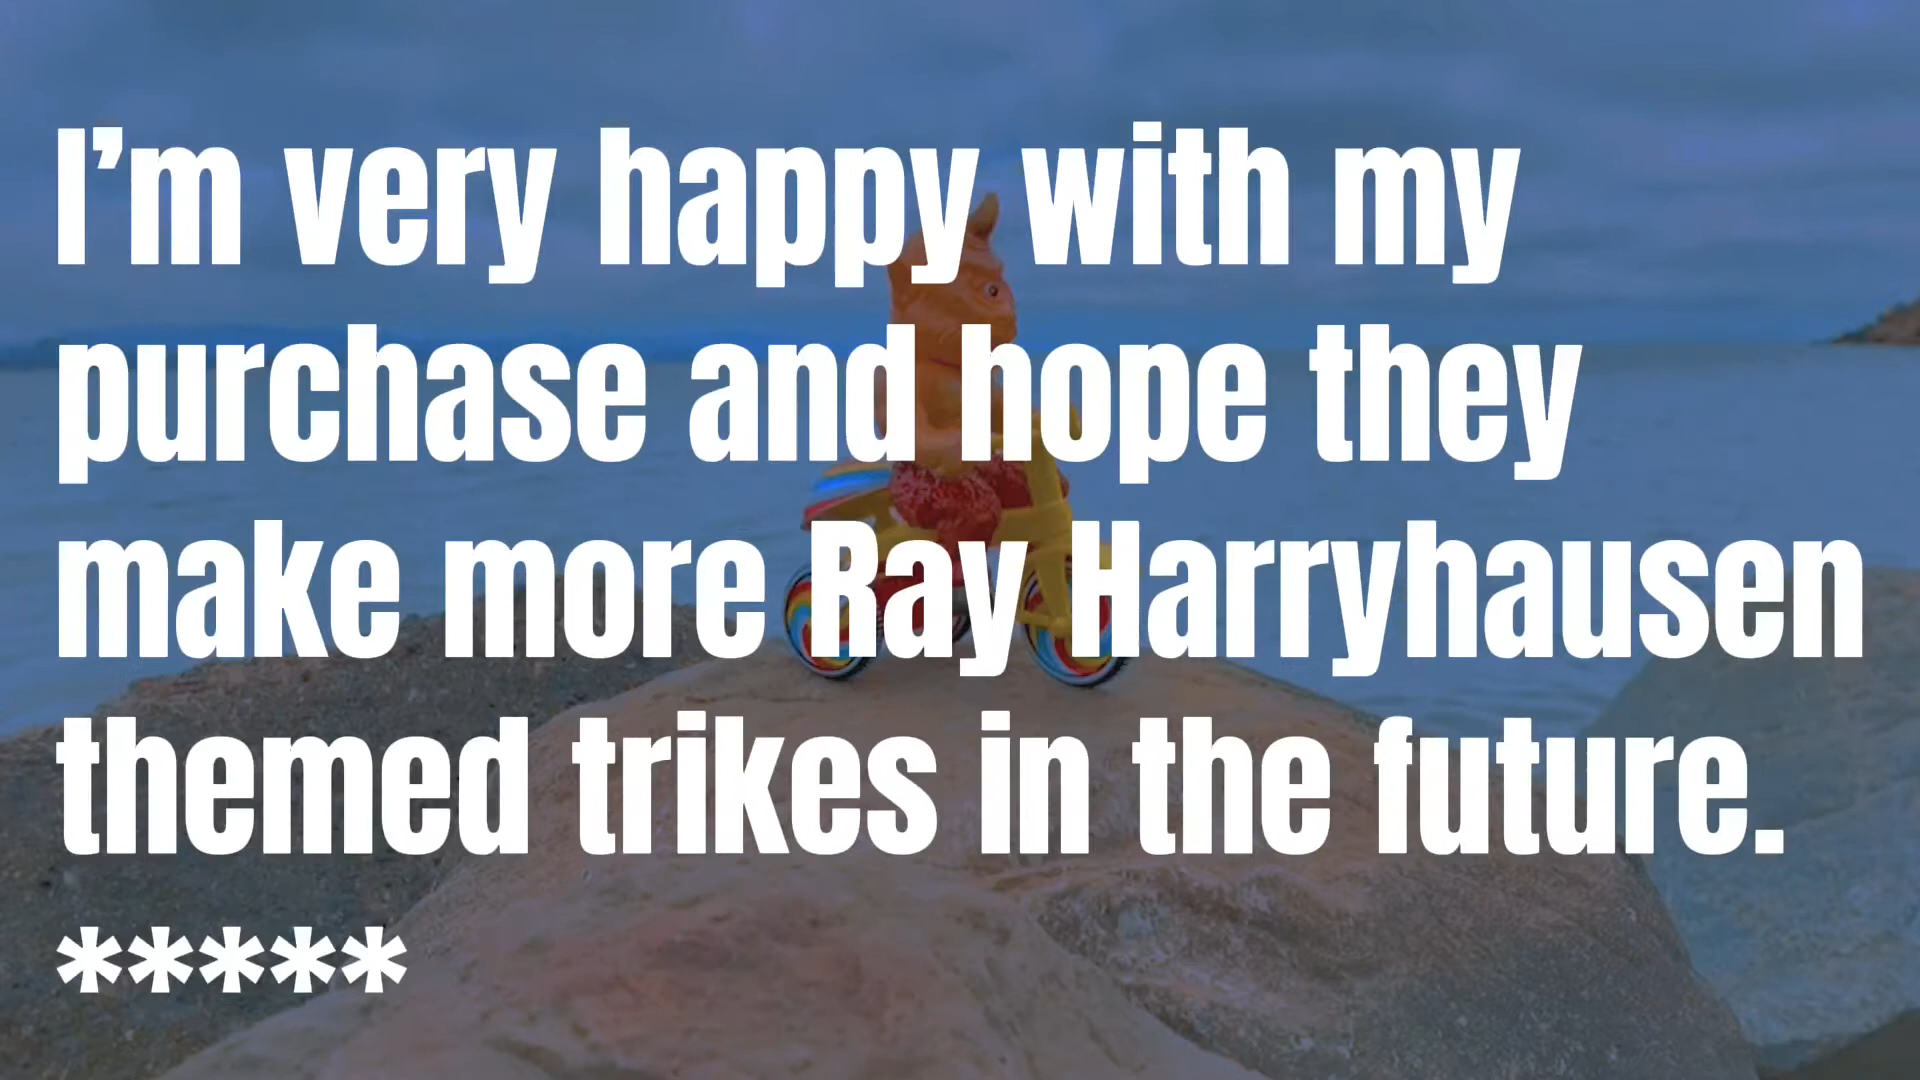 I’m very happy with my
purchase and hope they
make more Ray Harryhausen
themed trikes in the future.
*****